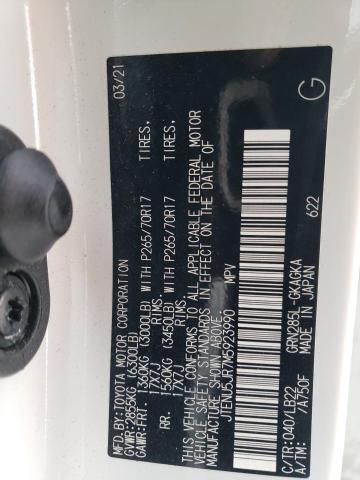 MFD.BY:TOYOTA MOTOR CORPORATION 03/21
GVWR:2855KG (6300LB)
GAWR:FRT. 1360KG (3000LB) WITH P265/70R17 TIRES,
17X7J RIMS,
RR. 1560KG (3450LB) WITH P265/70R17 TIRES,
17X7J RIMS,
THIS VEHICLE CONFORMS TO ALL APPLICABLE FEDERAL MOTOR
VEHICLE SAFETY STANDARDS IN EFFECT ON THE DATE OF
MANUFACTURE SHOWN ABOVE.
JTENU5JR7M5923990 MPV
C/TR:040/LB22 GRN285L-GKAGKA
A/TM: /A750F MADE IN JAPAN 622
G